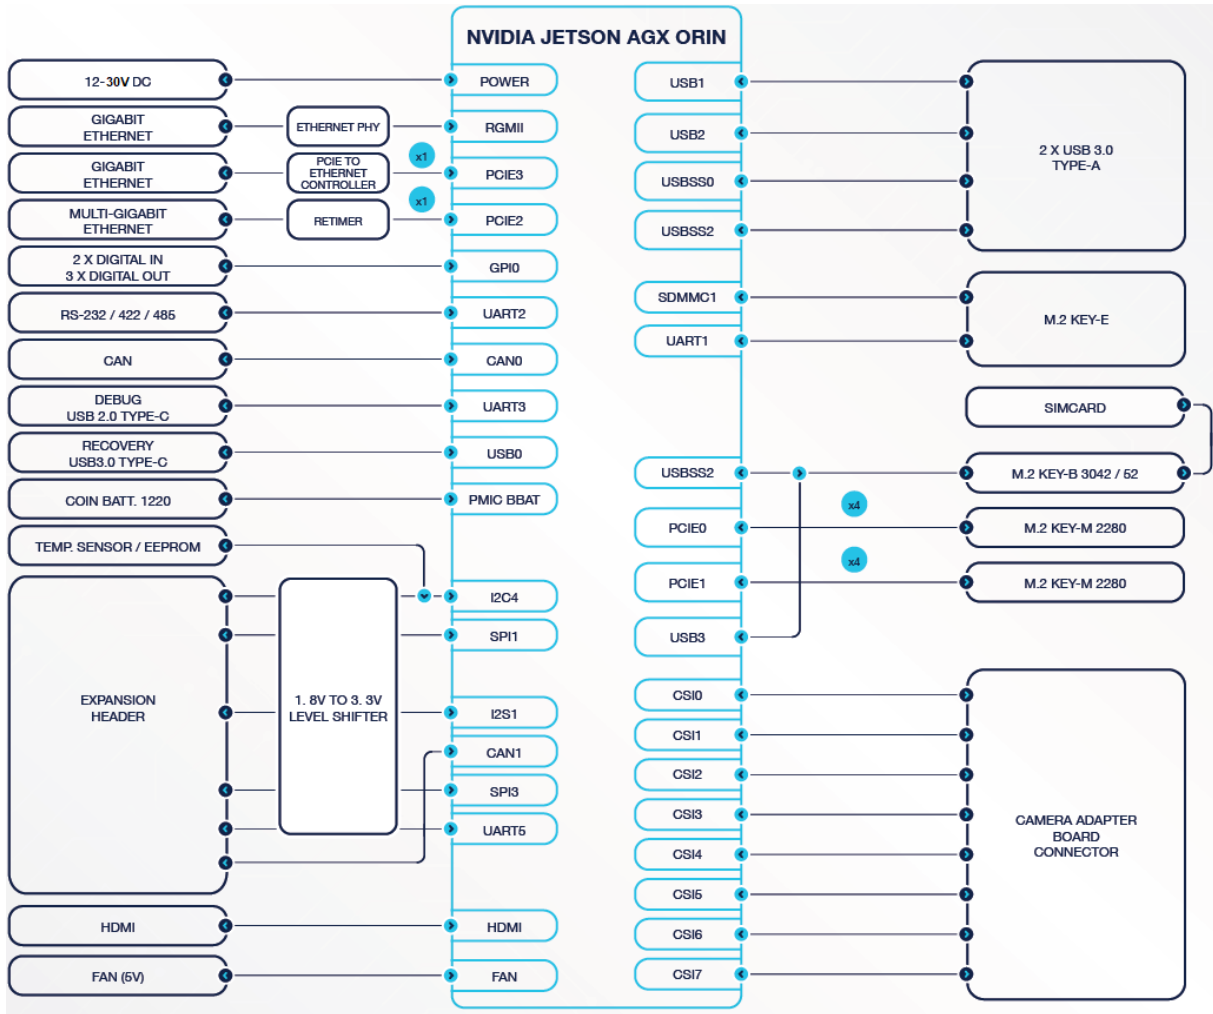 NVIDIA JETSON AGX ORIN
12-30V DC
POWER
GIGABIT
ETHERNET
ETHERNET PHY
RGMII
x1
GIGABIT
ETHERNET
PCIE TO
ETHERNET
CONTROLLER
PCIE3
x1
MULTI-GIGABIT
ETHERNET
RETIMER
PCIE2
2 X DIGITAL IN
3 X DIGITAL OUT
GPI0
RS-232 / 422 / 485
UART2
CAN
CAN0
DEBUG
USB 2.0 TYPE-C
UART3
RECOVERY
USB3.0 TYPE-C
USB0
COIN BATT. 1220
PMIC BBAT
TEMP. SENSOR / EEPROM
EXPANSION
HEADER
1. 8V TO 3. 3V
LEVEL SHIFTER
I2C4
SPI1
I2S1
CAN1
SPI3
UART5
HDMI
HDMI
FAN (5V)
FAN
USB1
USB2
USBSS0
USBSS2
2 X USB 3.0
TYPE-A
SDMMC1
UART1
M.2 KEY-E
SIMCARD
USBSS2
M.2 KEY-B 3042 / 52
x4
PCIE0
M.2 KEY-M 2280
x4
PCIE1
M.2 KEY-M 2280
USB3
CSI0
CSI1
CSI2
CSI3
CSI4
CSI5
CSI6
CSI7
CAMERA ADAPTER
BOARD
CONNECTOR